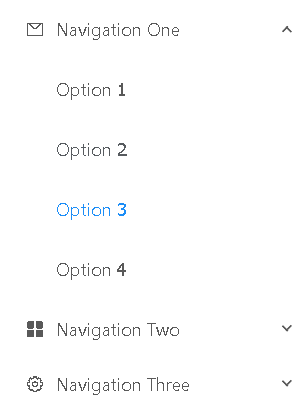 Navigation One
Option 1
Option 2
Option 3
Option 4
Navigation Two
Navigation Three